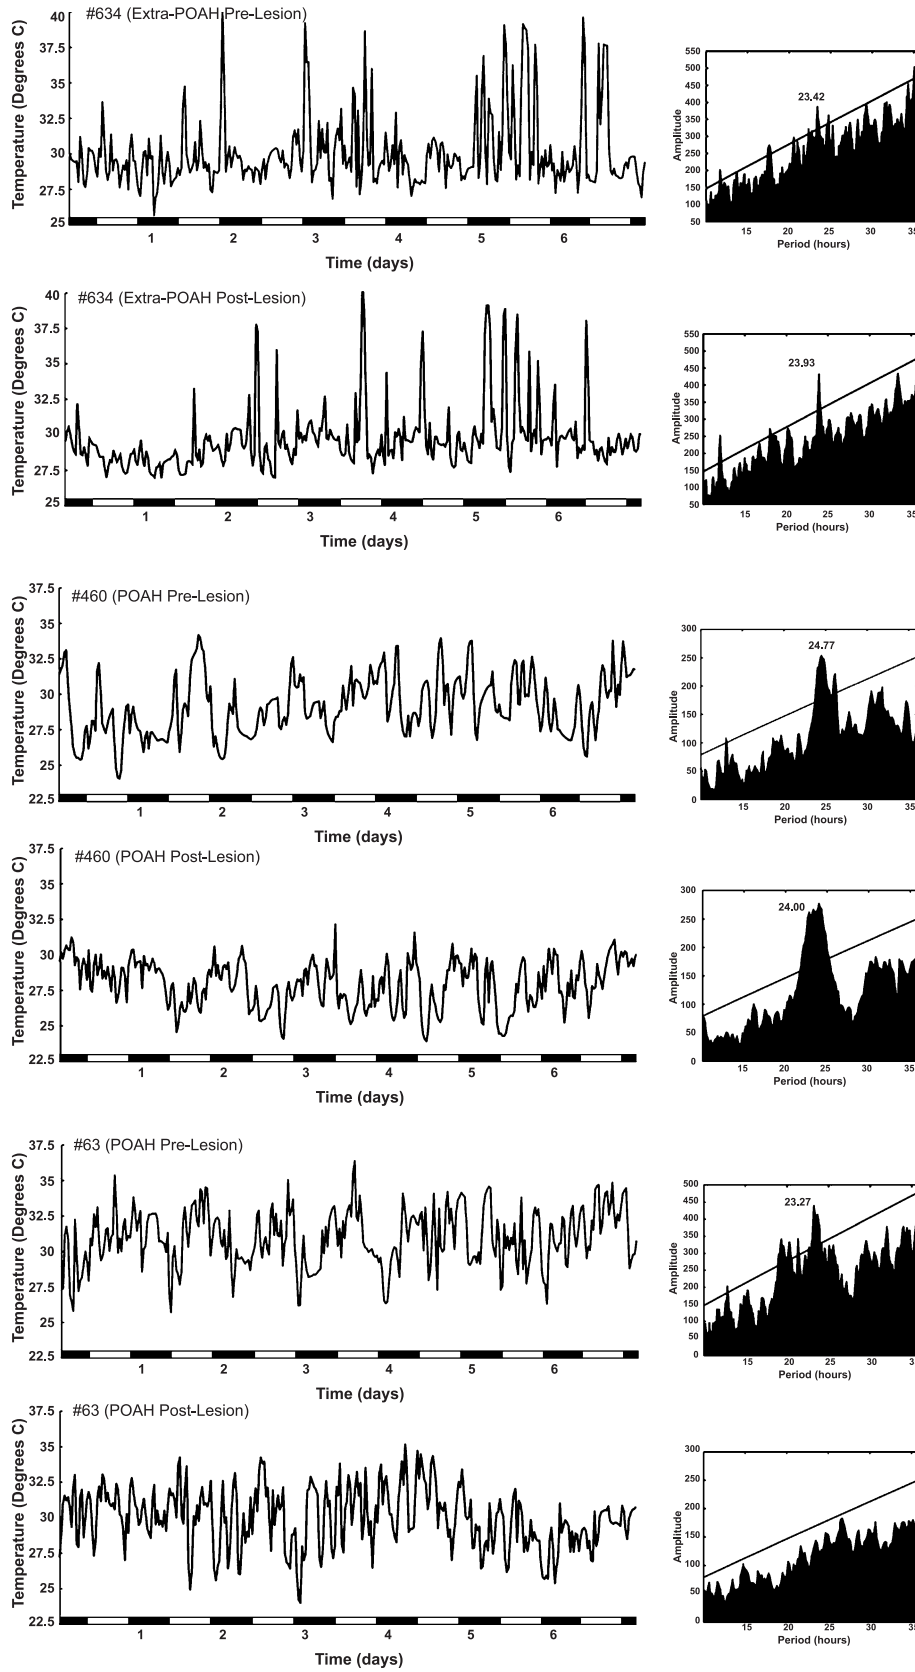 #634 (Extra-POAH Pre-Lesion)
Temperature (Degrees C)
40
37.5
35
32.5
30
27.5
25
1 2 3 4 5 6
Time (days)
Amplitude
550
500
450
400
350
300
250
200
150
100
50
23.42
15 20 25 30 35
Period (hours)
#634 (Extra-POAH Post-Lesion)
Temperature (Degrees C)
40
37.5
35
32.5
30
27.5
25
1 2 3 4 5 6
Time (days)
Amplitude
550
500
450
400
350
300
250
200
150
100
50
23.93
15 20 25 30 35
Period (hours)
#460 (POAH Pre-Lesion)
Temperature (Degrees C)
37.5
35
32.5
30
27.5
25
22.5
1 2 3 4 5 6
Time (days)
Amplitude
300
250
200
150
100
50
0
24.77
15 20 25 30 35
Period (hours)
#460 (POAH Post-Lesion)
Temperature (Degrees C)
37.5
35
32.5
30
27.5
25
22.5
1 2 3 4 5 6
Time (days)
Amplitude
300
250
200
150
100
50
0
24.00
15 20 25 30 35
Period (hours)
#63 (POAH Pre-Lesion)
Temperature (Degrees C)
37.5
35
32.5
30
27.5
25
22.5
1 2 3 4 5 6
Time (days)
Amplitude
500
450
400
350
300
250
200
150
100
50
0
23.27
15 20 25 30 35
Period (hours)
#63 (POAH Post-Lesion)
Temperature (Degrees C)
37.5
35
32.5
30
27.5
25
22.5
1 2 3 4 5 6
Time (days)
Amplitude
300
250
200
150
100
50
0
15 20 25 30 35
Period (hours)